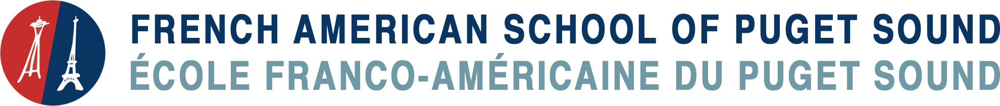 FRENCH AMERICAN SCHOOL OF PUGET SOUND
ÉCOLE FRANCO-AMÉRICAINE DU PUGET SOUND